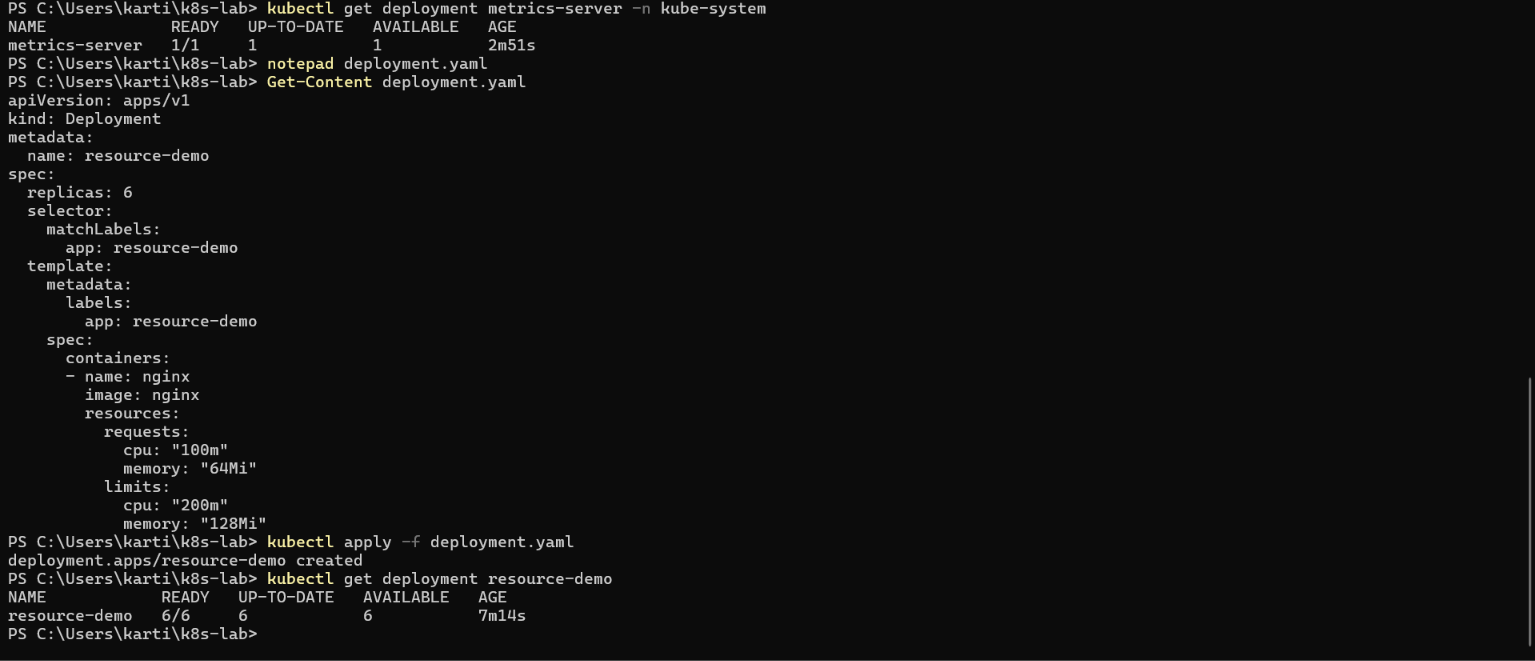 PS C:\Users\karti\k8s-lab> kubectl get deployment metrics-server -n kube-system
NAME             READY   UP-TO-DATE   AVAILABLE   AGE
metrics-server   1/1     1            1           2m51s
PS C:\Users\karti\k8s-lab> notepad deployment.yaml
PS C:\Users\karti\k8s-lab> Get-Content deployment.yaml
apiVersion: apps/v1
kind: Deployment
metadata:
  name: resource-demo
spec:
  replicas: 6
  selector:
    matchLabels:
      app: resource-demo
  template:
    metadata:
      labels:
        app: resource-demo
    spec:
      containers:
      - name: nginx
        image: nginx
        resources:
          requests:
            cpu: "100m"
            memory: "64Mi"
          limits:
            cpu: "200m"
            memory: "128Mi"
PS C:\Users\karti\k8s-lab> kubectl apply -f deployment.yaml
deployment.apps/resource-demo created
PS C:\Users\karti\k8s-lab> kubectl get deployment resource-demo
NAME            READY   UP-TO-DATE   AVAILABLE   AGE
resource-demo   6/6     6            6           7m14s
PS C:\Users\karti\k8s-lab>